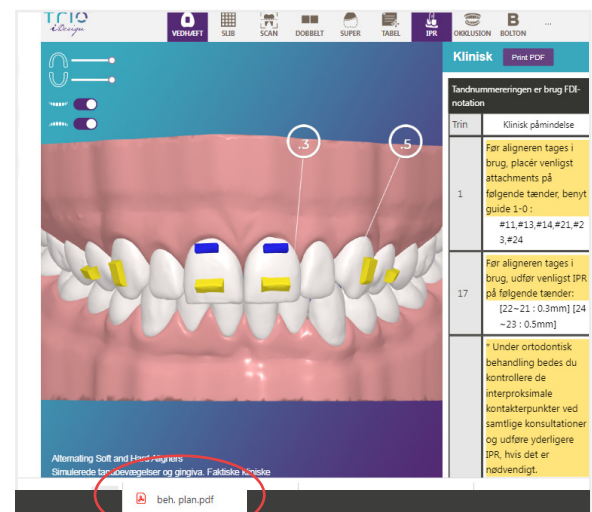 TRIO
iDesign
VEDHÆFT
SLIB
SCAN
DOBBELT
SUPER
TABEL
IPR
OKKLUSION
B
BOLTON
...
Klinisk
Print PDF
Tandnummereringen er brug FDI-
notation
Trin
Klinisk påmindelse
1
Før aligneren tages i
brug, placér venligst
attachments på
følgende tænder, benyt
guide 1-0 :
#11,#13,#14,#21,#2
3,#24
17
Før aligneren tages i
brug, udfør venligst IPR
på følgende tænder:
[22~21 : 0.3mm] [24
~23 : 0.5mm]
* Under ortodontisk
behandling bedes du
kontrollere de
interproksimale
kontakterpunkter ved
samtlige konsultationer
og udføre yderligere
IPR, hvis det er
nødvendigt.
.3
.5
Alternating Soft and Hard Aligners
Simulerede tandbevægelser og gingiva. Faktiske kliniske
beh. plan.pdf